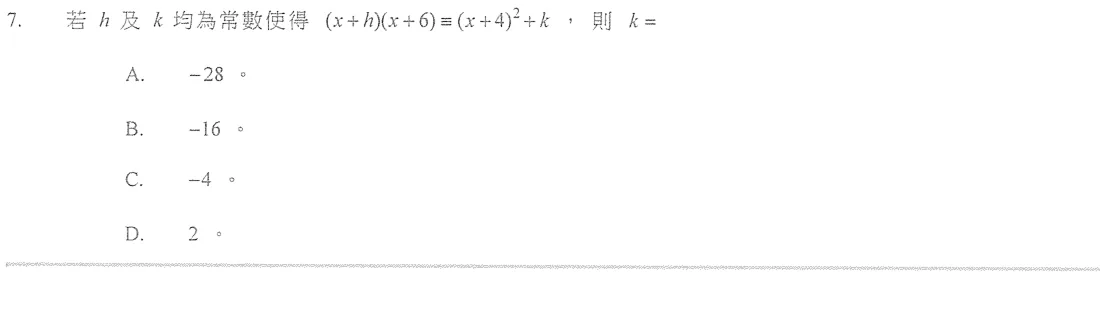 7. 若 h 及 k 均為常數使得 (x+h)(x+6)≡(x+4)²+k ，則 k =
A. −28 。
B. −16 。
C. −4 。
D. 2 。